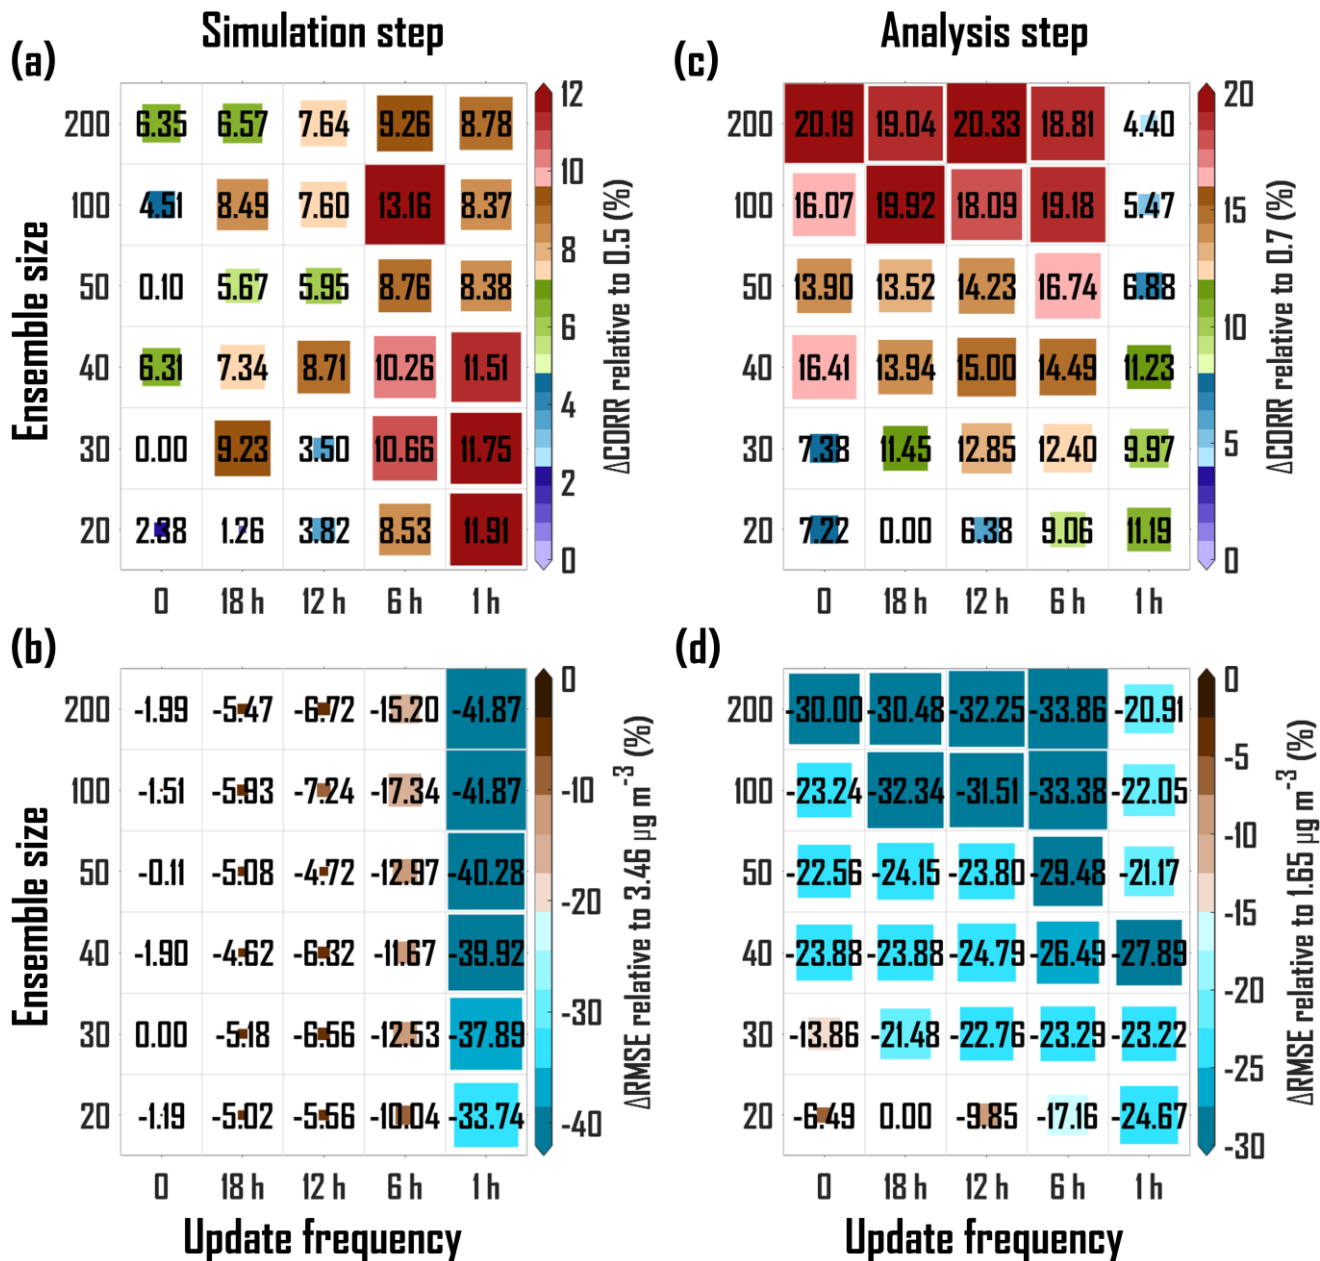 Simulation step
Analysis step
(a)
200 6.35 6.57 7.64 9.26 8.78
100 4.51 8.49 7.60 13.16 8.37
50 0.10 5.67 5.95 8.76 8.38
40 6.31 7.34 8.71 10.26 11.51
30 0.00 9.23 3.50 10.66 11.75
20 2.38 1.26 3.82 8.53 11.91
0 18 h 12 h 6 h 1 h
Ensemble size
12
10
8
6
4
2
0
ΔCORR relative to 0.5 (%)
(c)
20.19 19.04 20.33 18.81 4.40
16.07 19.92 18.09 19.18 5.47
13.90 13.52 14.23 16.74 6.88
16.41 13.94 15.00 14.49 11.23
7.38 11.45 12.85 12.40 9.97
7.22 0.00 6.38 9.06 11.19
0 18 h 12 h 6 h 1 h
20
15
10
5
0
ΔCORR relative to 0.7 (%)
(b)
200 -1.99 -5.47 -6.72 -15.20 -41.87
100 -1.51 -5.93 -7.24 -17.34 -41.87
50 -0.11 -5.08 -4.72 -12.97 -40.28
40 -1.90 -4.62 -6.32 -11.67 -39.92
30 0.00 -5.18 -6.56 -12.53 -37.89
20 -1.19 -5.02 -5.56 -10.04 -33.74
0 18 h 12 h 6 h 1 h
Ensemble size
Update frequency
0
-10
-20
-30
-40
ΔRMSE relative to 3.46 µg m⁻³ (%)
(d)
-30.00 -30.48 -32.25 -33.86 -20.91
-23.24 -32.34 -31.51 -33.38 -22.05
-22.56 -24.15 -23.80 -29.48 -21.17
-23.88 -23.88 -24.79 -26.49 -27.89
-13.86 -21.48 -22.76 -23.29 -23.22
-6.49 0.00 -9.85 -17.16 -24.67
0 18 h 12 h 6 h 1 h
Update frequency
0
-5
-10
-15
-20
-25
-30
ΔRMSE relative to 1.65 µg m⁻³ (%)